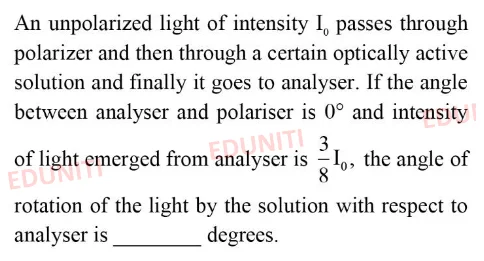 An unpolarized light of intensity I₀ passes through
polarizer and then through a certain optically active
solution and finally it goes to analyser. If the angle
between analyser and polariser is 0° and intensity
of light emerged from analyser is 3/8 I₀, the angle of
rotation of the light by the solution with respect to
analyser is ________ degrees.
EDUNITI
EDUNITI
EDUNI